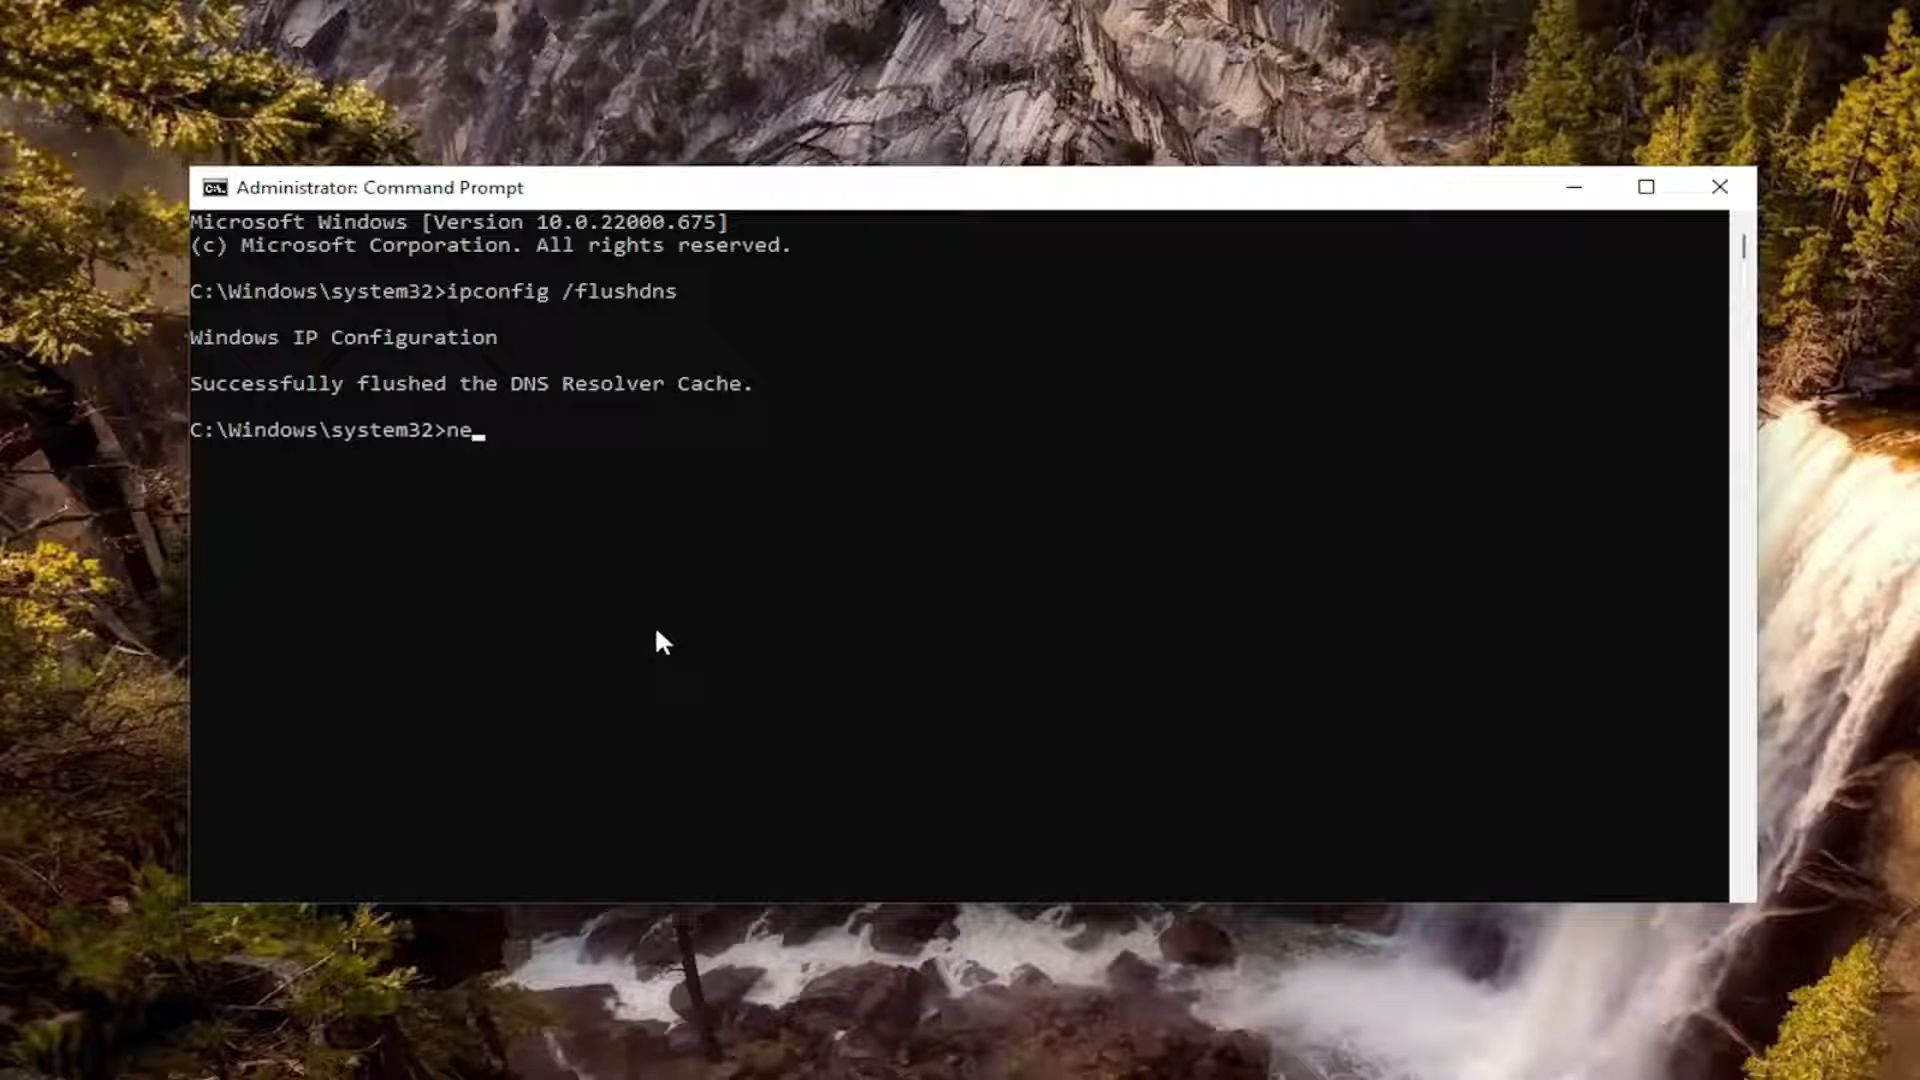 Administrator: Command Prompt
Microsoft Windows [Version 10.0.22000.675]
(c) Microsoft Corporation. All rights reserved.
C:\Windows\system32>ipconfig /flushdns
Windows IP Configuration
Successfully flushed the DNS Resolver Cache.
C:\Windows\system32>ne